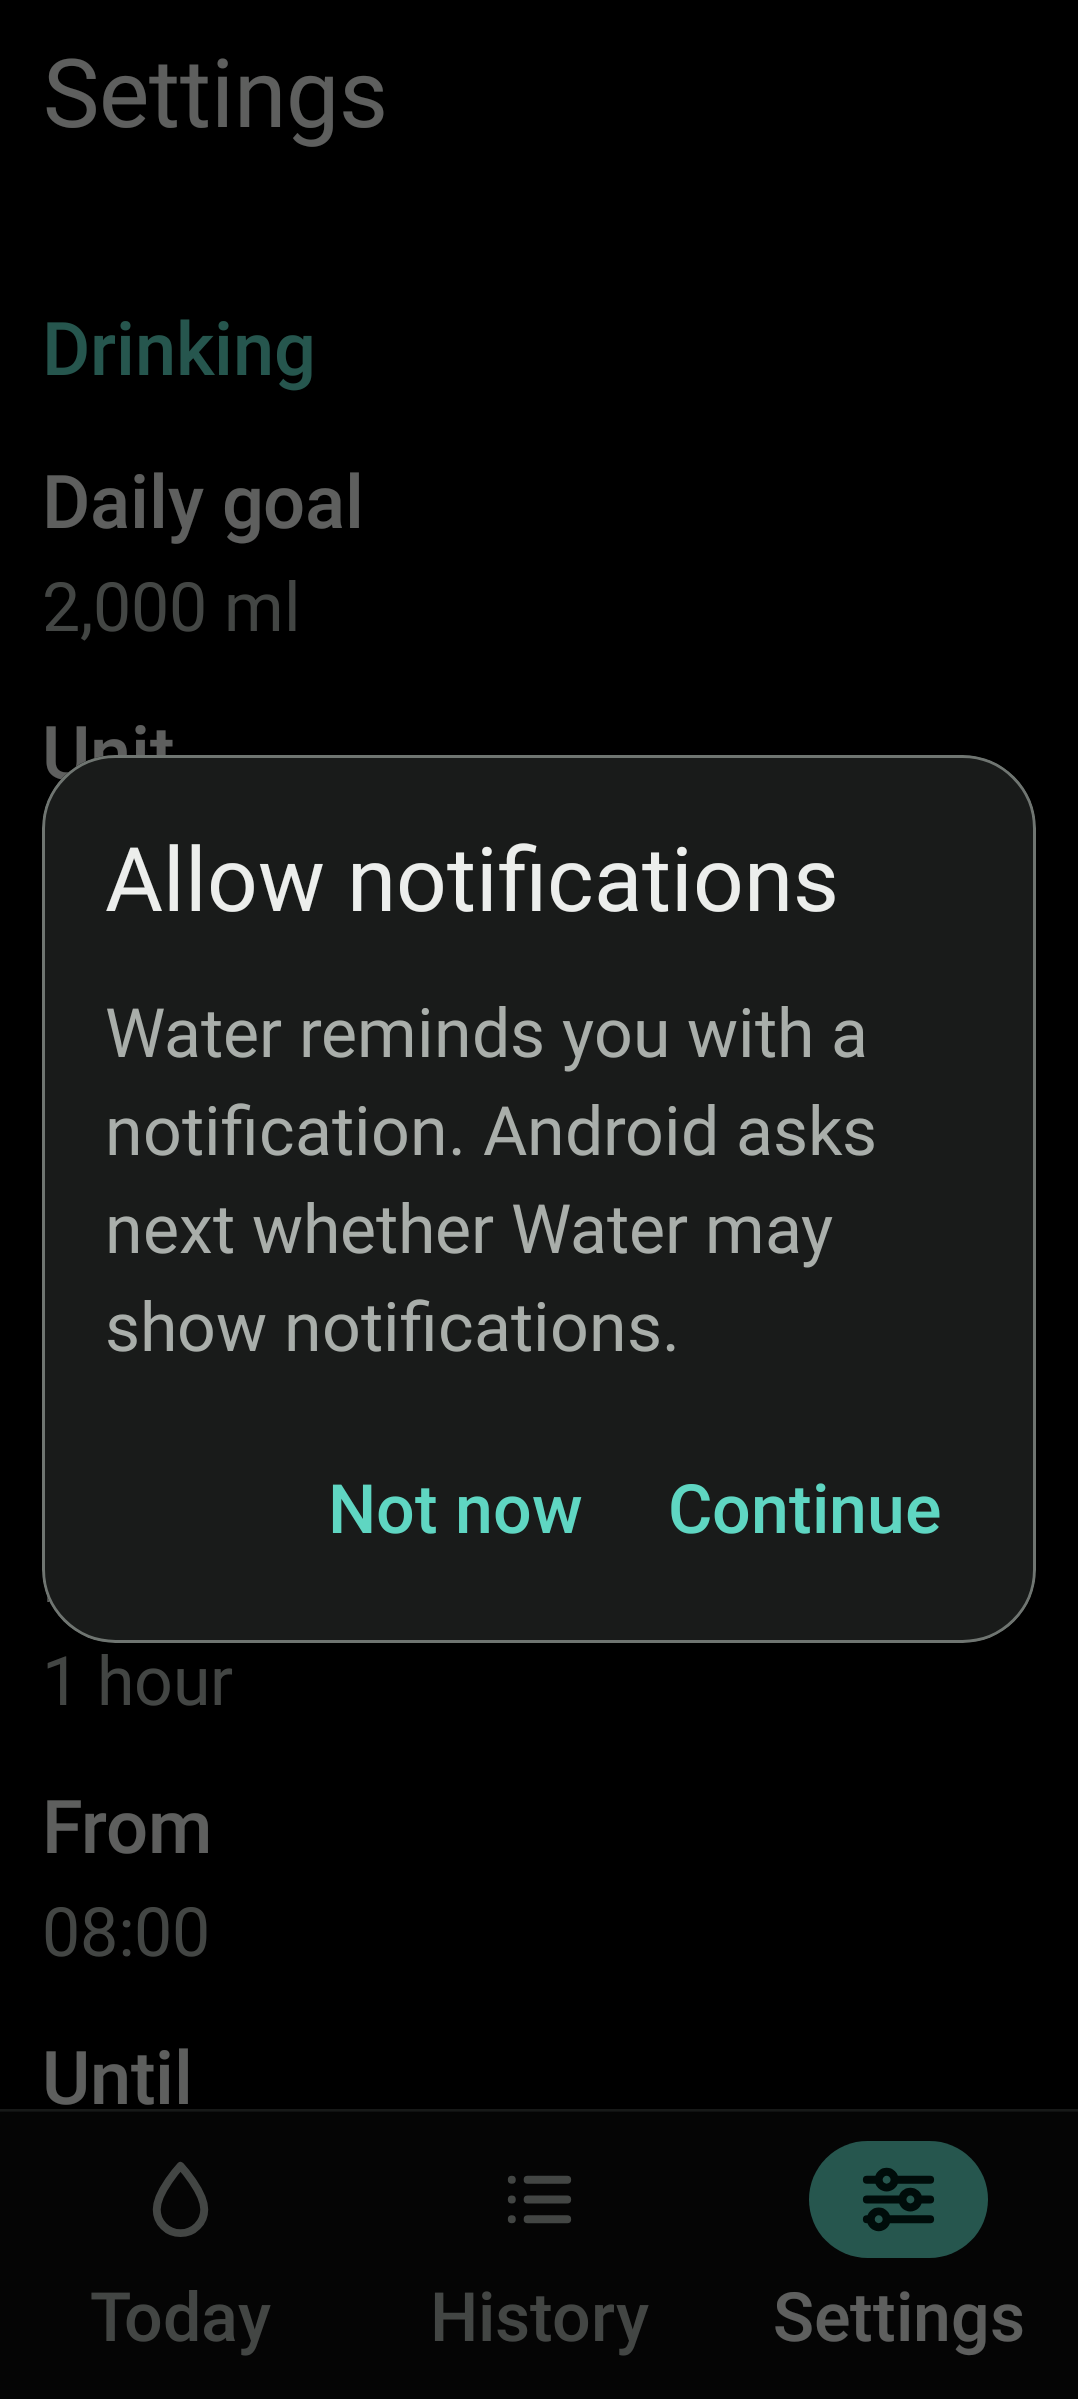 Settings
Drinking
Daily goal
2,000 ml
Unit
Allow notifications
Water reminds you with a
notification. Android asks
next whether Water may
show notifications.
Not now
Continue
1 hour
From
08:00
Until
Today
History
Settings